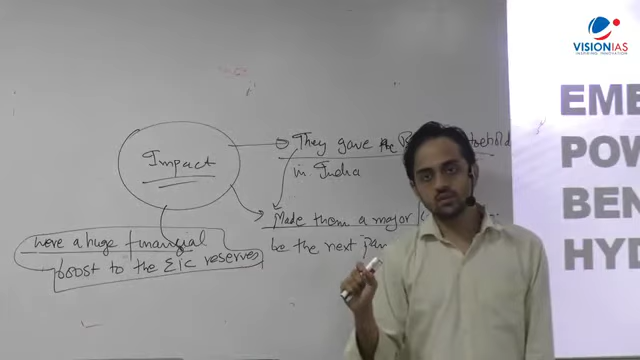 VISIONIAS
INSPIRING INNOVATION
EME
POW
BEN
HYD
Impact
They gave the
in India
Made them a major
be the next
have a huge financial
boost to the EIC reserves